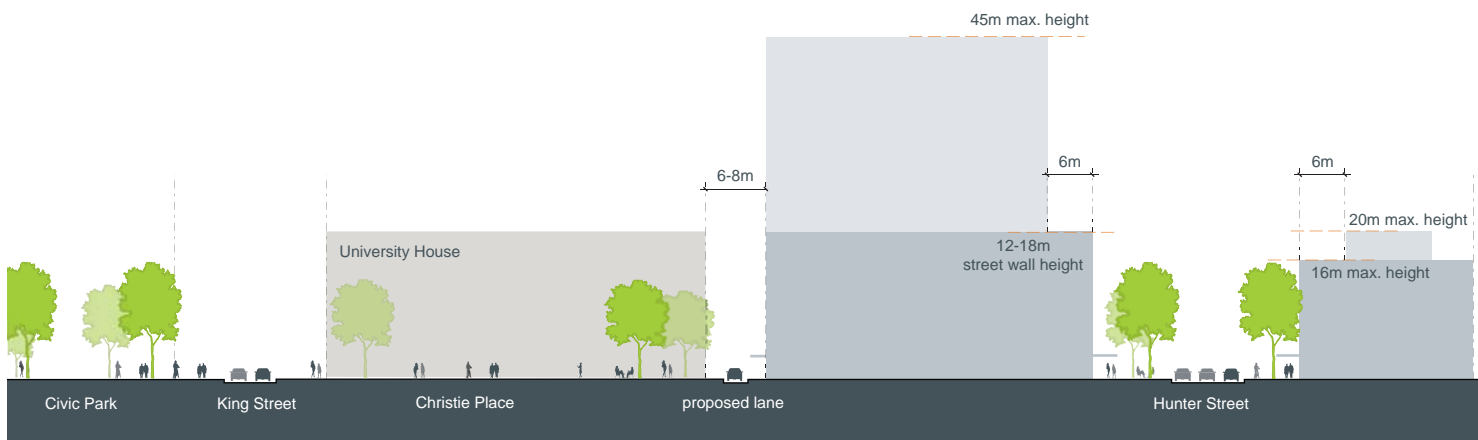 45m max. height
6-8m
6m
6m
20m max. height
University House
12-18m
street wall height
16m max. height
Civic Park
King Street
Christie Place
proposed lane
Hunter Street